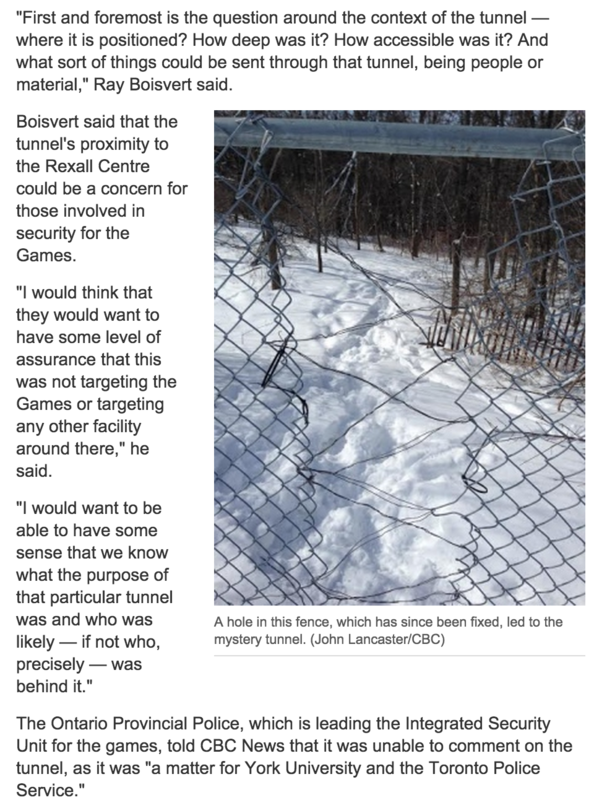 "First and foremost is the question around the context of the tunnel —
where it is positioned? How deep was it? How accessible was it? And
what sort of things could be sent through that tunnel, being people or
material," Ray Boisvert said.
Boisvert said that the
tunnel's proximity to
the Rexall Centre
could be a concern for
those involved in
security for the
Games.
"I would think that
they would want to
have some level of
assurance that this
was not targeting the
Games or targeting
any other facility
around there," he
said.
"I would want to be
able to have some
sense that we know
what the purpose of
that particular tunnel
was and who was
likely — if not who,
precisely — was
behind it."
A hole in this fence, which has since been fixed, led to the
mystery tunnel. (John Lancaster/CBC)
The Ontario Provincial Police, which is leading the Integrated Security
Unit for the games, told CBC News that it was unable to comment on the
tunnel, as it was "a matter for York University and the Toronto Police
Service."